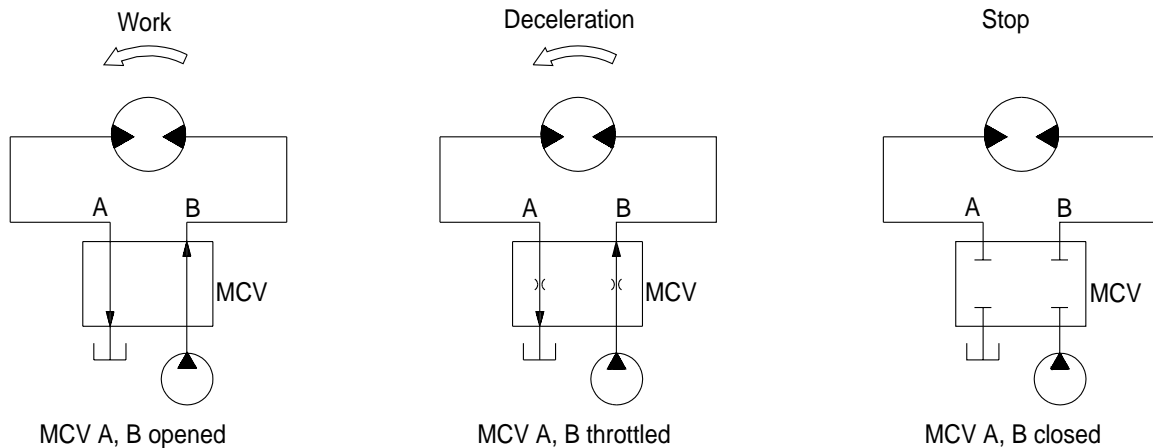 Work
Deceleration
Stop
A B
A B
A B
MCV
MCV
MCV
MCV A, B opened
MCV A, B throttled
MCV A, B closed